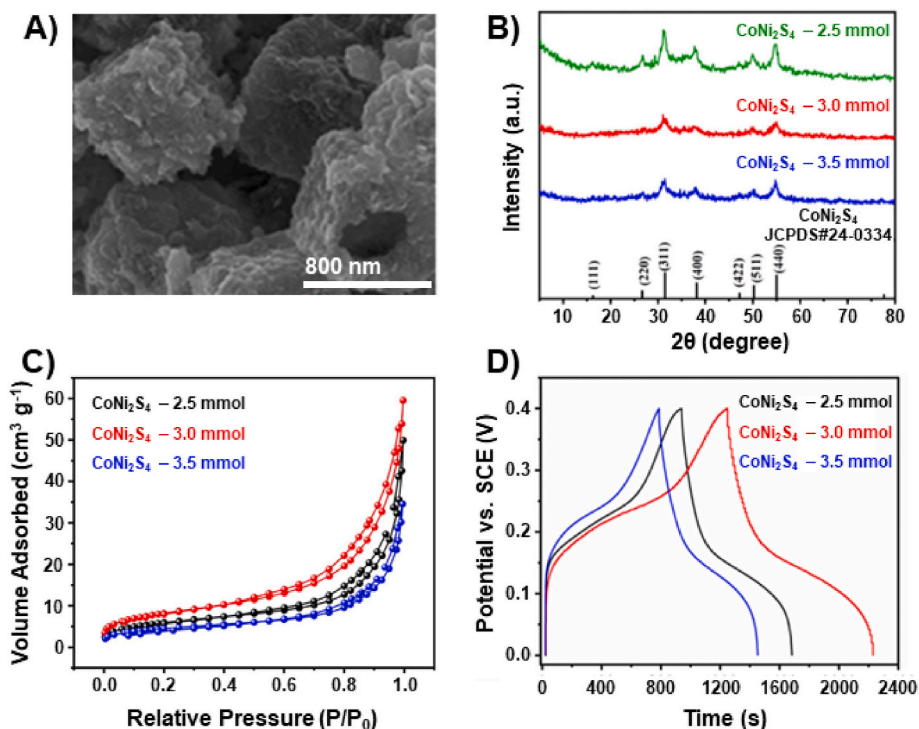 A)
800 nm
B)
Intensity (a.u.)
CoNi₂S₄ – 2.5 mmol
CoNi₂S₄ – 3.0 mmol
CoNi₂S₄ – 3.5 mmol
CoNi₂S₄
JCPDS#24-0334
(111)
(220)
(311)
(400)
(422)
(511)
(440)
10 20 30 40 50 60 70 80
2θ (degree)
C)
Volume Adsorbed (cm³ g⁻¹)
60
50
40
30
20
10
0
CoNi₂S₄ – 2.5 mmol
CoNi₂S₄ – 3.0 mmol
CoNi₂S₄ – 3.5 mmol
0.0 0.2 0.4 0.6 0.8 1.0
Relative Pressure (P/P₀)
D)
Potential vs. SCE (V)
0.4
0.3
0.2
0.1
0.0
CoNi₂S₄ – 2.5 mmol
CoNi₂S₄ – 3.0 mmol
CoNi₂S₄ – 3.5 mmol
0 400 800 1200 1600 2000 2400
Time (s)